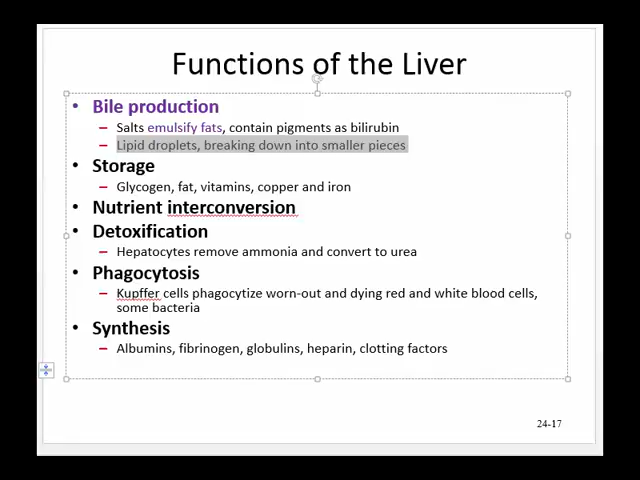 Functions of the Liver
• Bile production
– Salts emulsify fats, contain pigments as bilirubin
– Lipid droplets, breaking down into smaller pieces
• Storage
– Glycogen, fat, vitamins, copper and iron
• Nutrient interconversion
• Detoxification
– Hepatocytes remove ammonia and convert to urea
• Phagocytosis
– Kupffer cells phagocytize worn-out and dying red and white blood cells,
some bacteria
• Synthesis
– Albumins, fibrinogen, globulins, heparin, clotting factors
24-17